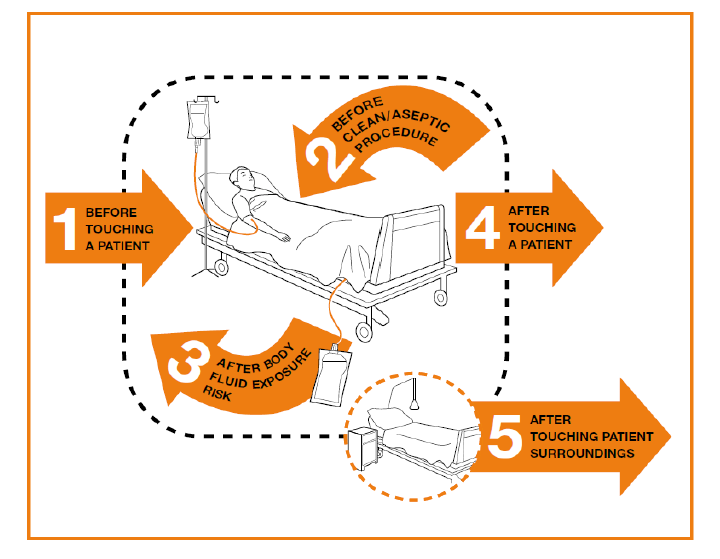 1
BEFORE
TOUCHING
A PATIENT
2
BEFORE
CLEAN/ASEPTIC
PROCEDURE
3
AFTER BODY
FLUID EXPOSURE
RISK
4
AFTER
TOUCHING
A PATIENT
5
AFTER
TOUCHING PATIENT
SURROUNDINGS